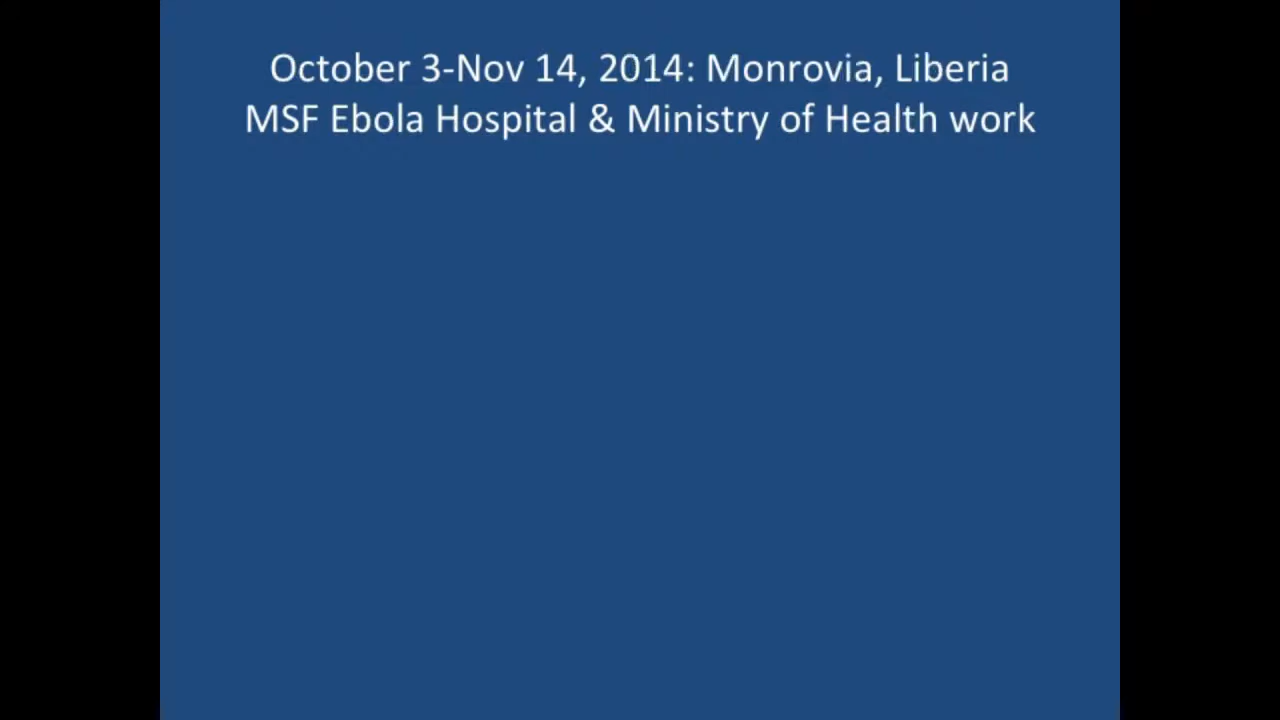 October 3-Nov 14, 2014: Monrovia, Liberia
MSF Ebola Hospital & Ministry of Health work